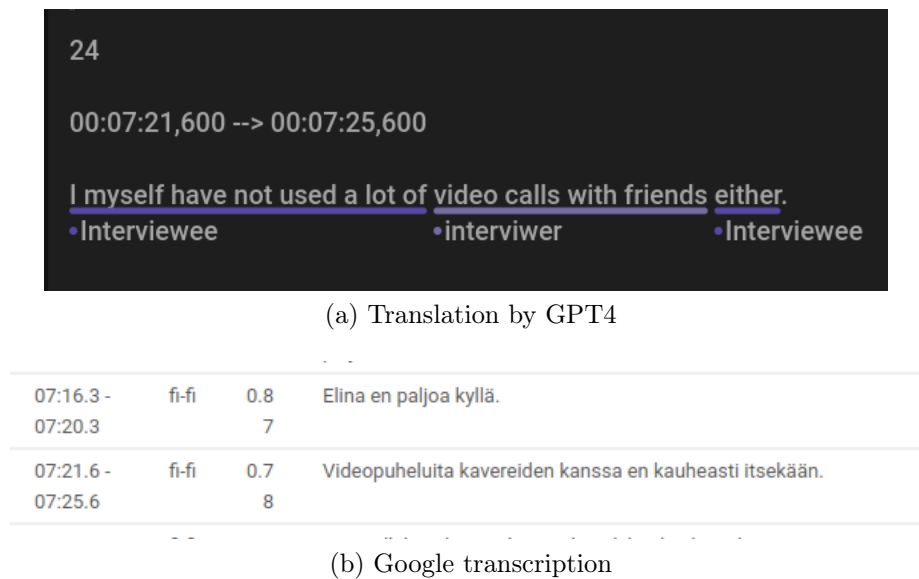 24
00:07:21,600 --> 00:07:25,600
I myself have not used a lot of video calls with friends either.
•Interviewee •interviwer •Interviewee
(a) Translation by GPT4
07:16.3 - fi-fi 0.8 Elina en paljoa kyllä.
07:20.3 7
07:21.6 - fi-fi 0.7 Videopuheluita kavereiden kanssa en kauheasti itsekään.
07:25.6 8
(b) Google transcription